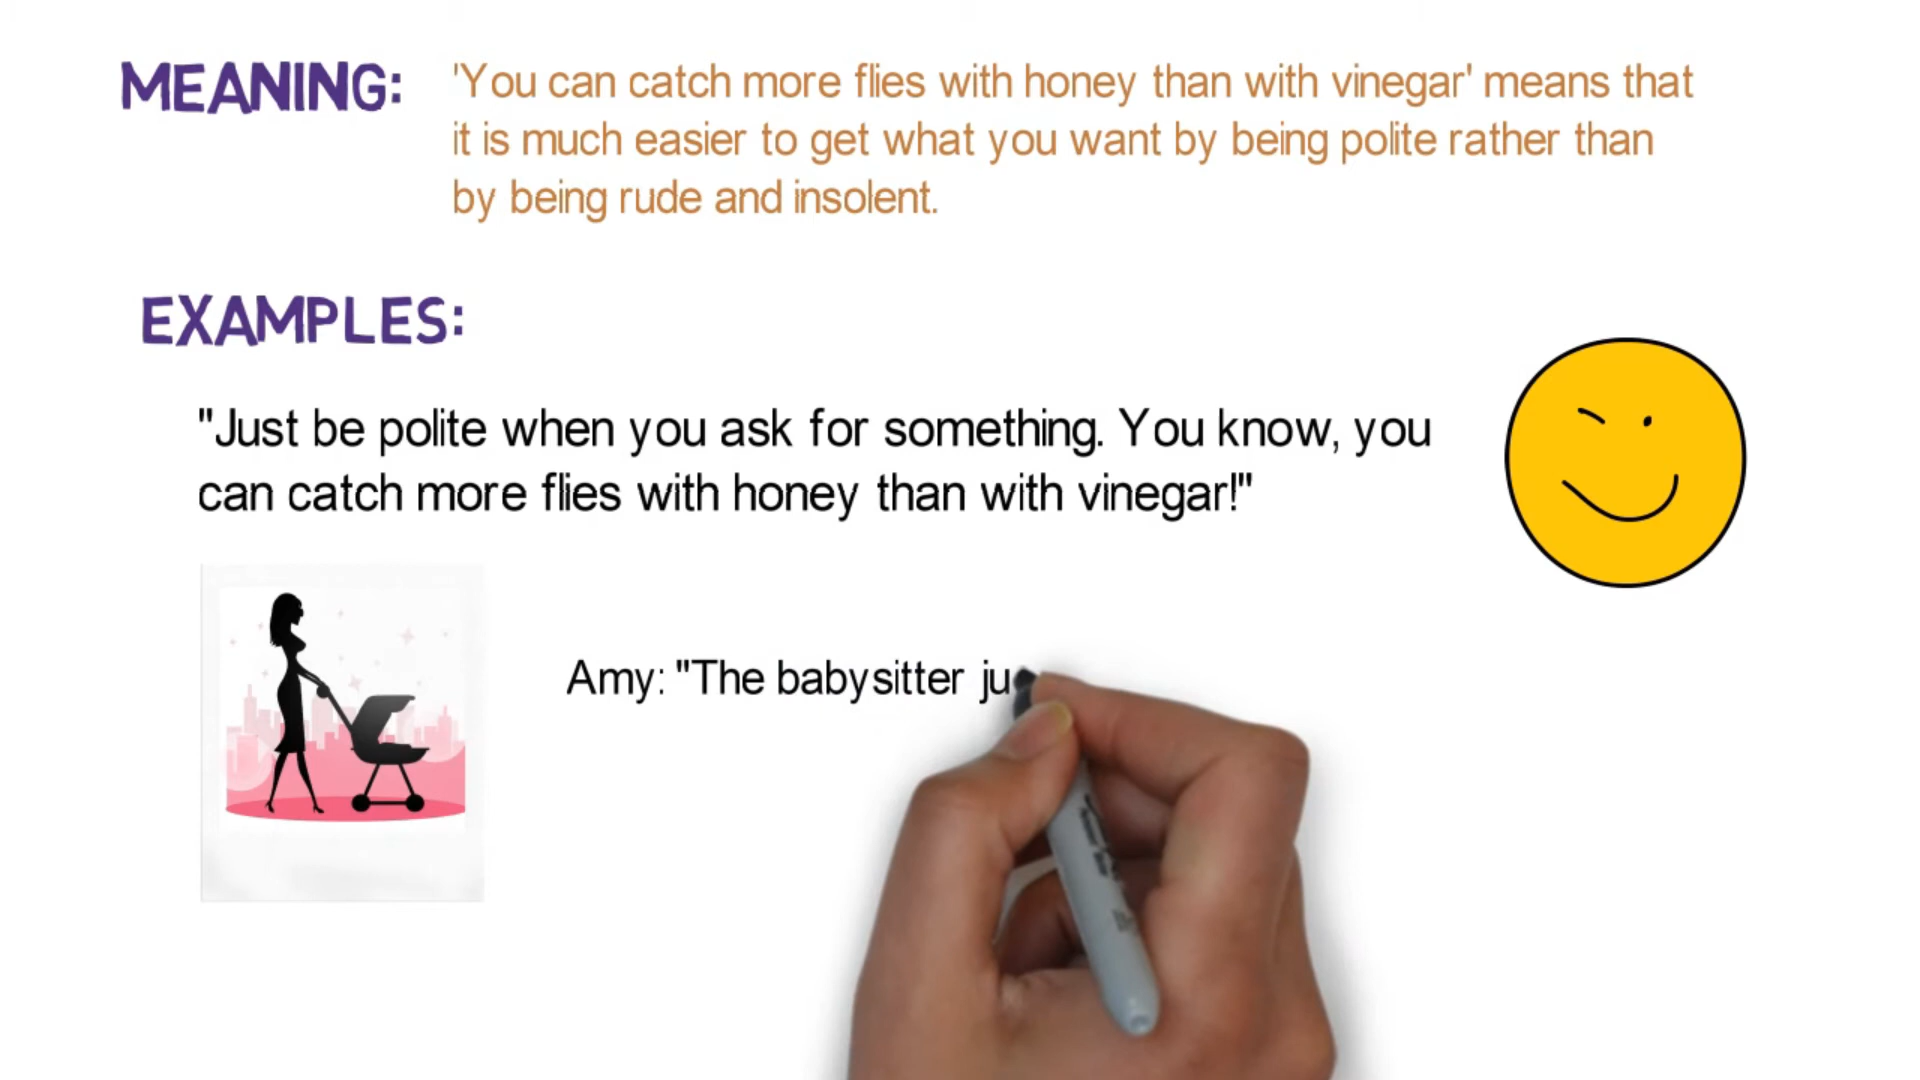 MEANING:
'You can catch more flies with honey than with vinegar' means that
it is much easier to get what you want by being polite rather than
by being rude and insolent.
EXAMPLES:
"Just be polite when you ask for something. You know, you
can catch more flies with honey than with vinegar!"
Amy: "The babysitter ju